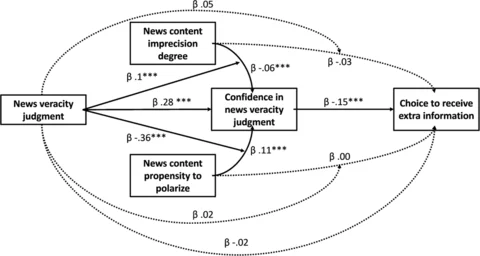 β .05
News content
imprecision
degree
β -.06***
β -.03
β .1***
News veracity
judgment
β .28 ***
Confidence in
news veracity
judgment
β -.15***
Choice to receive
extra information
β -.36***
β .11***
β .00
News content
propensity to
polarize
β .02
β -.02